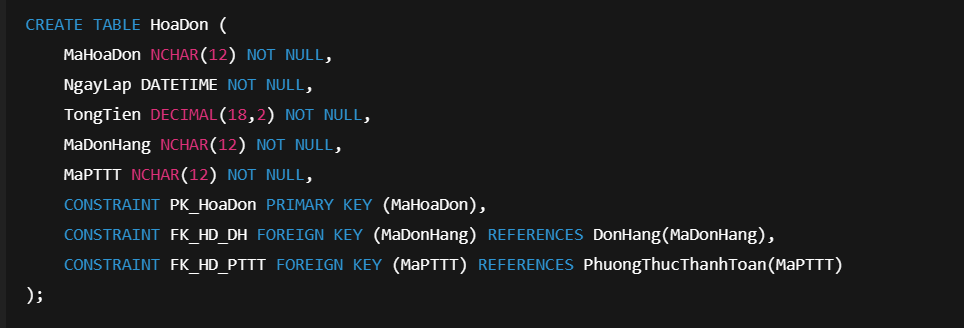 CREATE TABLE HoaDon (
    MaHoaDon NCHAR(12) NOT NULL,
    NgayLap DATETIME NOT NULL,
    TongTien DECIMAL(18,2) NOT NULL,
    MaDonHang NCHAR(12) NOT NULL,
    MaPTTT NCHAR(12) NOT NULL,
    CONSTRAINT PK_HoaDon PRIMARY KEY (MaHoaDon),
    CONSTRAINT FK_HD_DH FOREIGN KEY (MaDonHang) REFERENCES DonHang(MaDonHang),
    CONSTRAINT FK_HD_PTTT FOREIGN KEY (MaPTTT) REFERENCES PhuongThucThanhToan(MaPTTT)
);